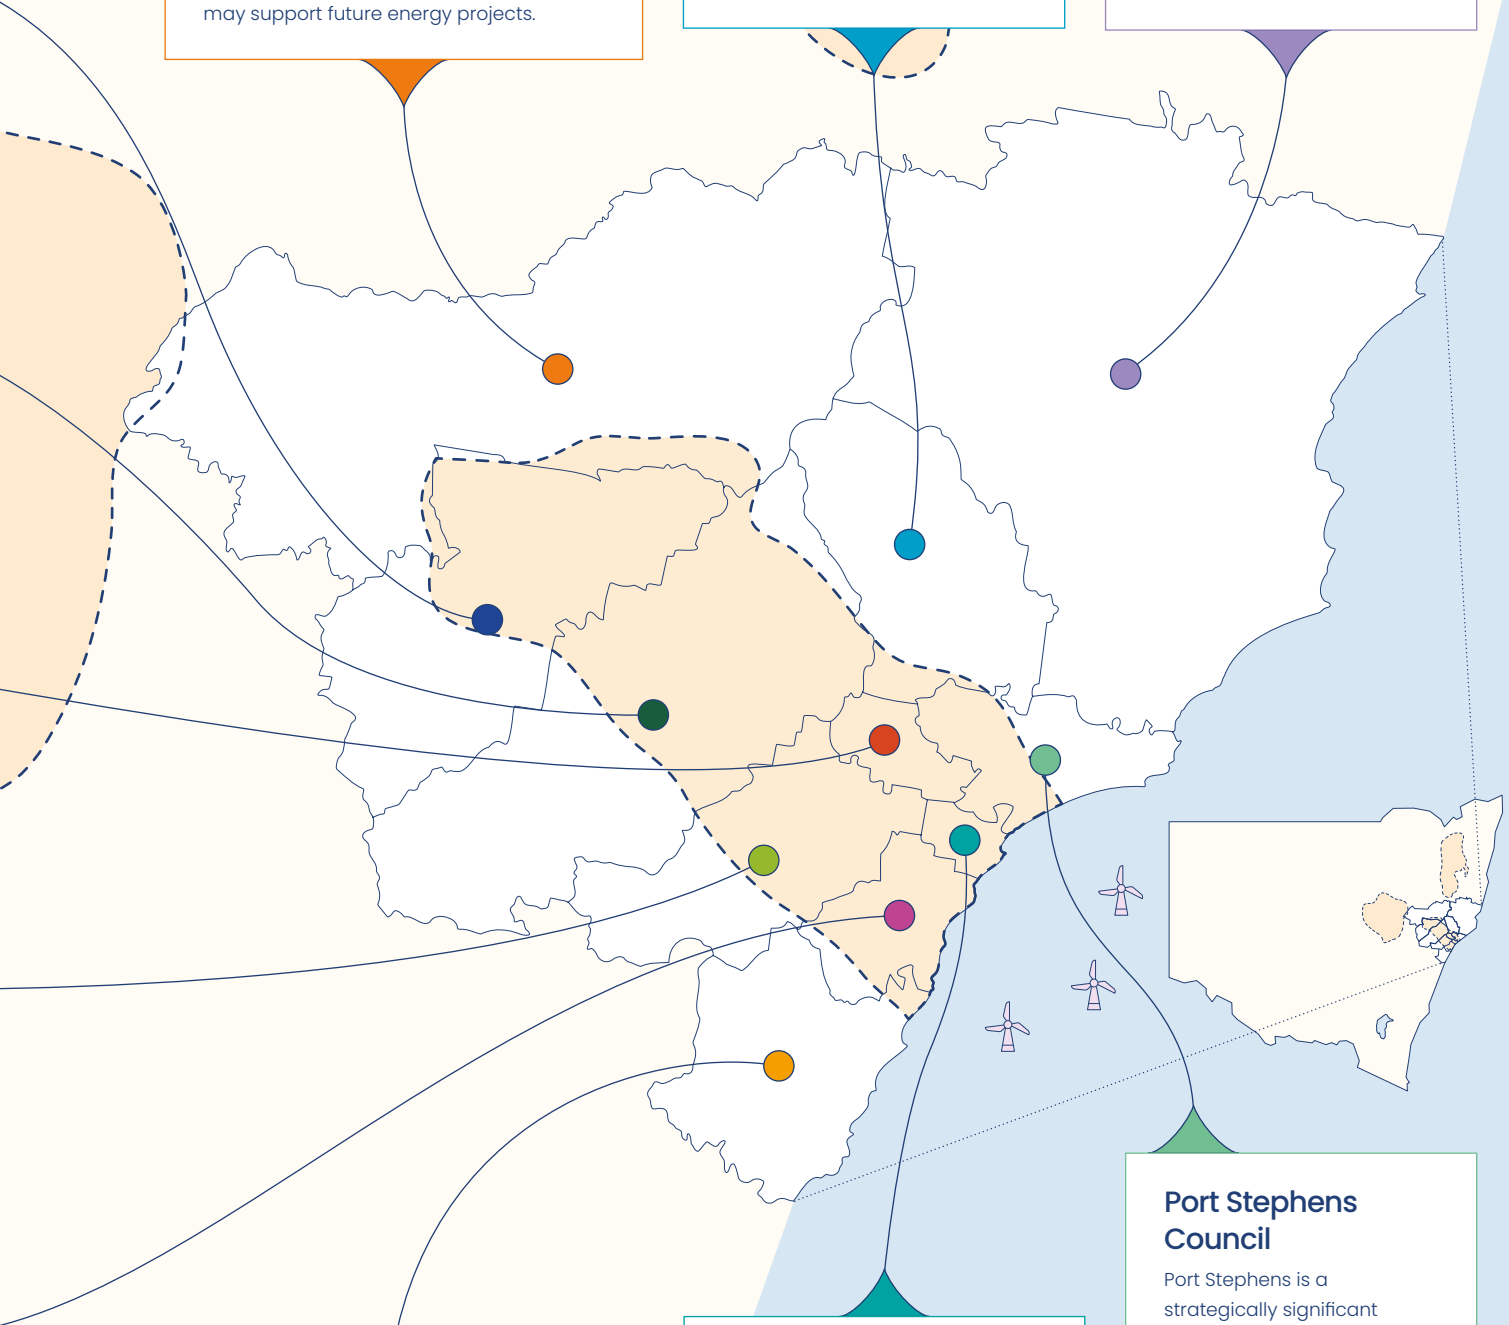 may support future energy projects.
Port Stephens
Council
Port Stephens is a
strategically significant